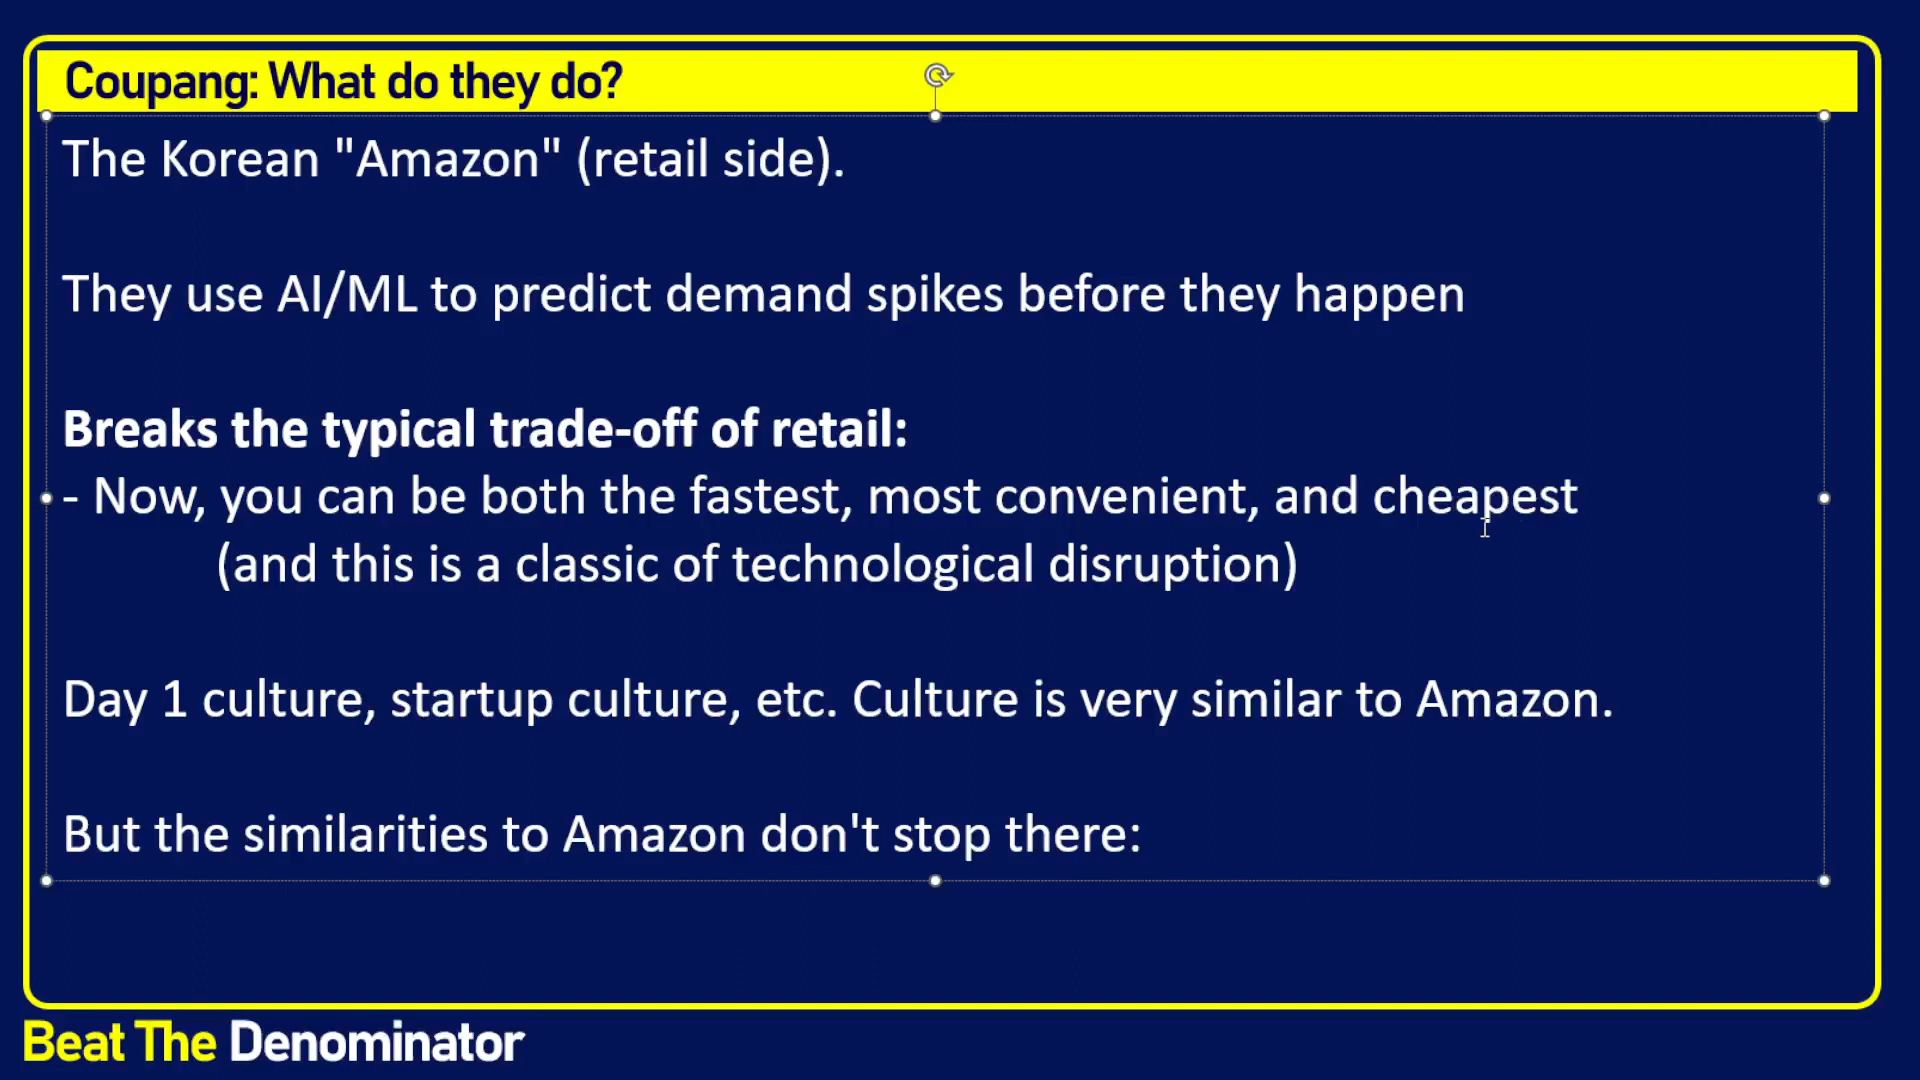 Coupang: What do they do?
The Korean "Amazon" (retail side).
They use AI/ML to predict demand spikes before they happen
Breaks the typical trade-off of retail:
- Now, you can be both the fastest, most convenient, and cheapest
(and this is a classic of technological disruption)
Day 1 culture, startup culture, etc. Culture is very similar to Amazon.
But the similarities to Amazon don't stop there:
Beat The Denominator